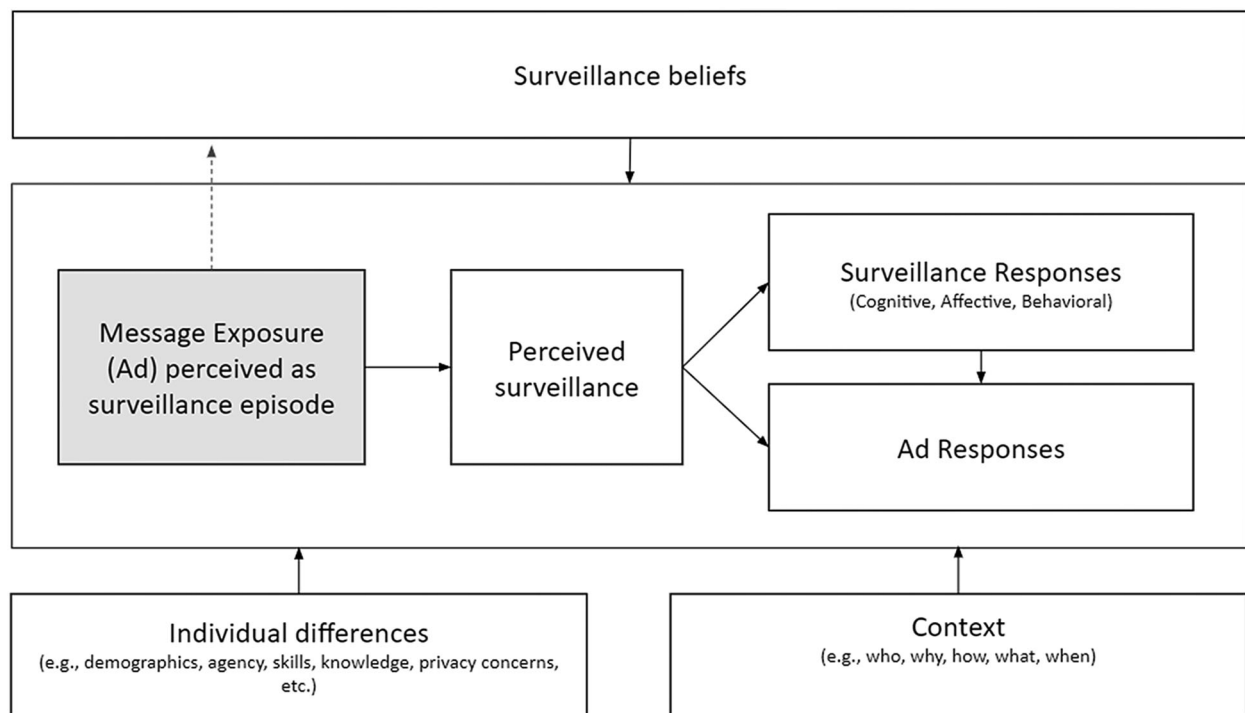 Surveillance beliefs
Message Exposure
(Ad) perceived as
surveillance episode
Perceived
surveillance
Surveillance Responses
(Cognitive, Affective, Behavioral)
Ad Responses
Individual differences
(e.g., demographics, agency, skills, knowledge, privacy concerns,
etc.)
Context
(e.g., who, why, how, what, when)